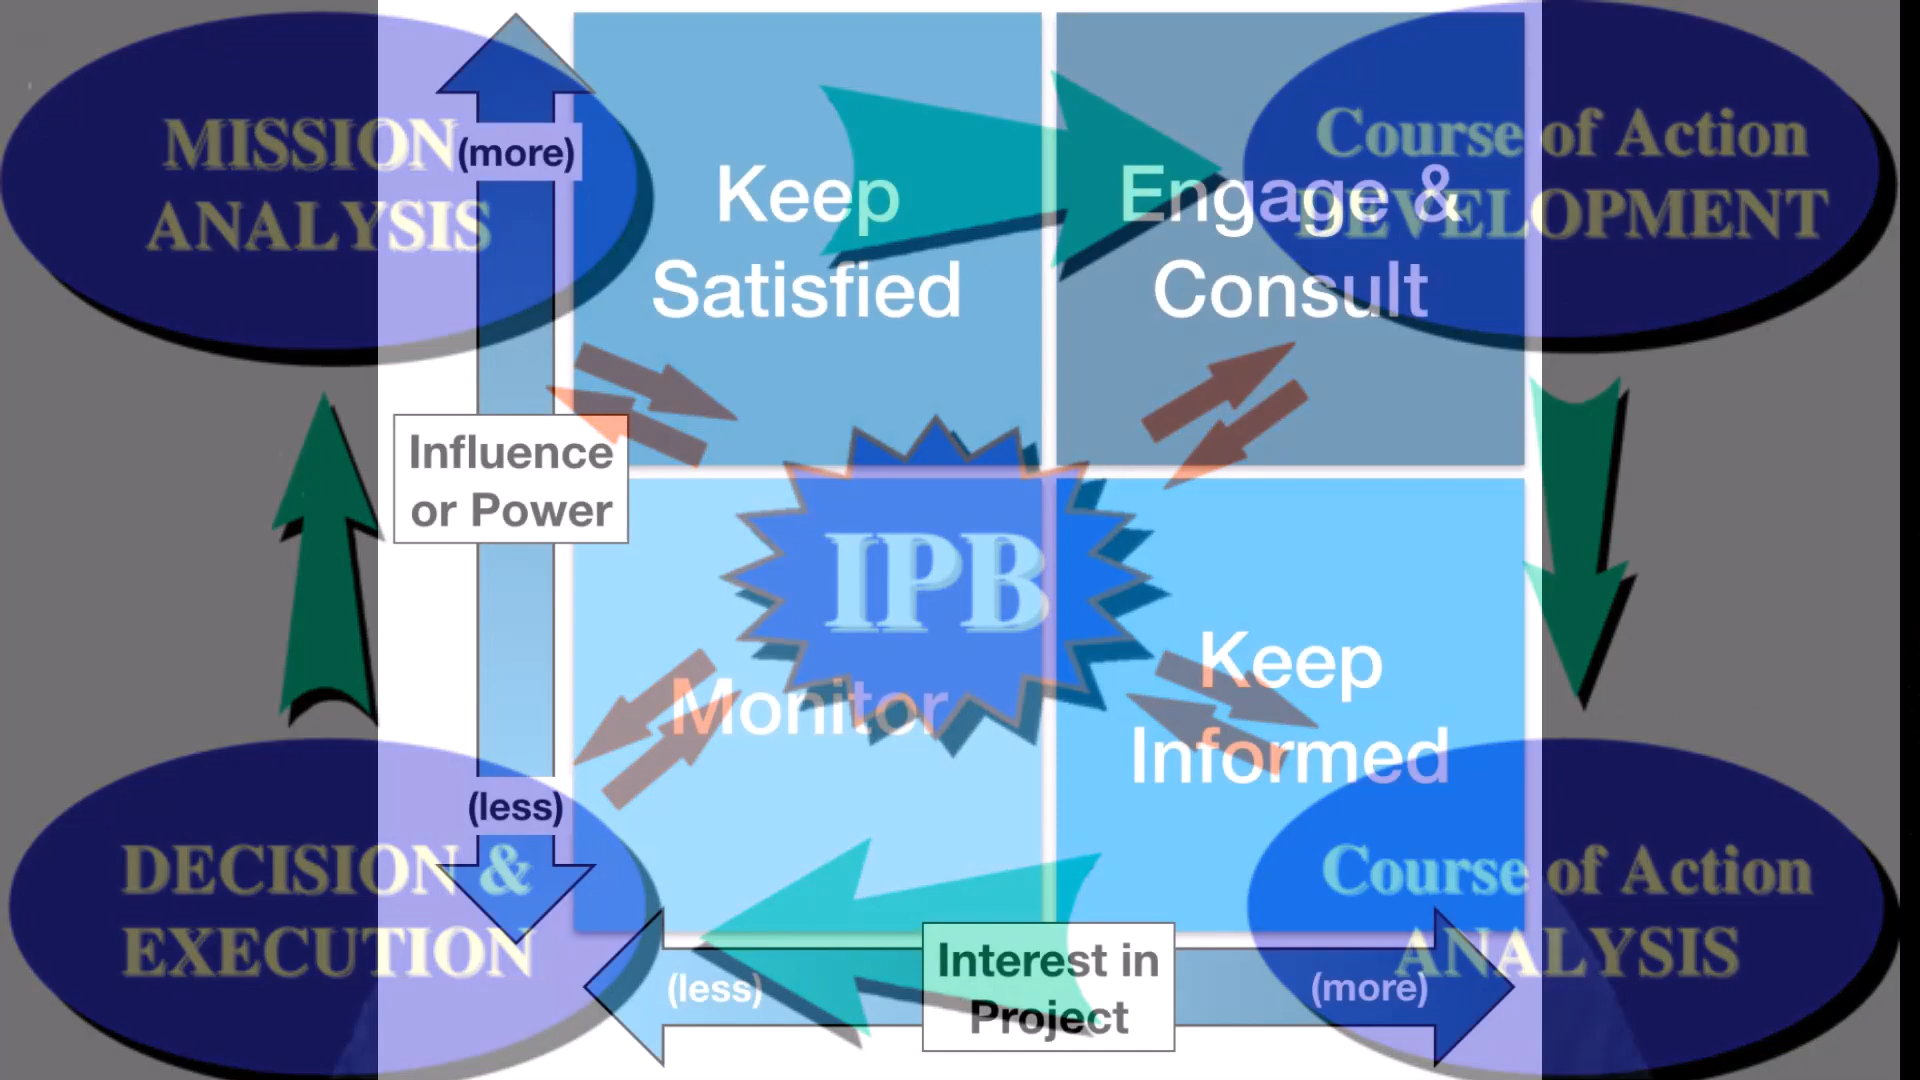 MISSION
ANALYSIS
(more)
Keep
Satisfied
Engage &
Consult
Course of Action
DEVELOPMENT
Influence
or Power
IPB
Monitor
Keep
Informed
(less)
DECISION &
EXECUTION
Course of Action
ANALYSIS
(less)
Interest in
Project
(more)